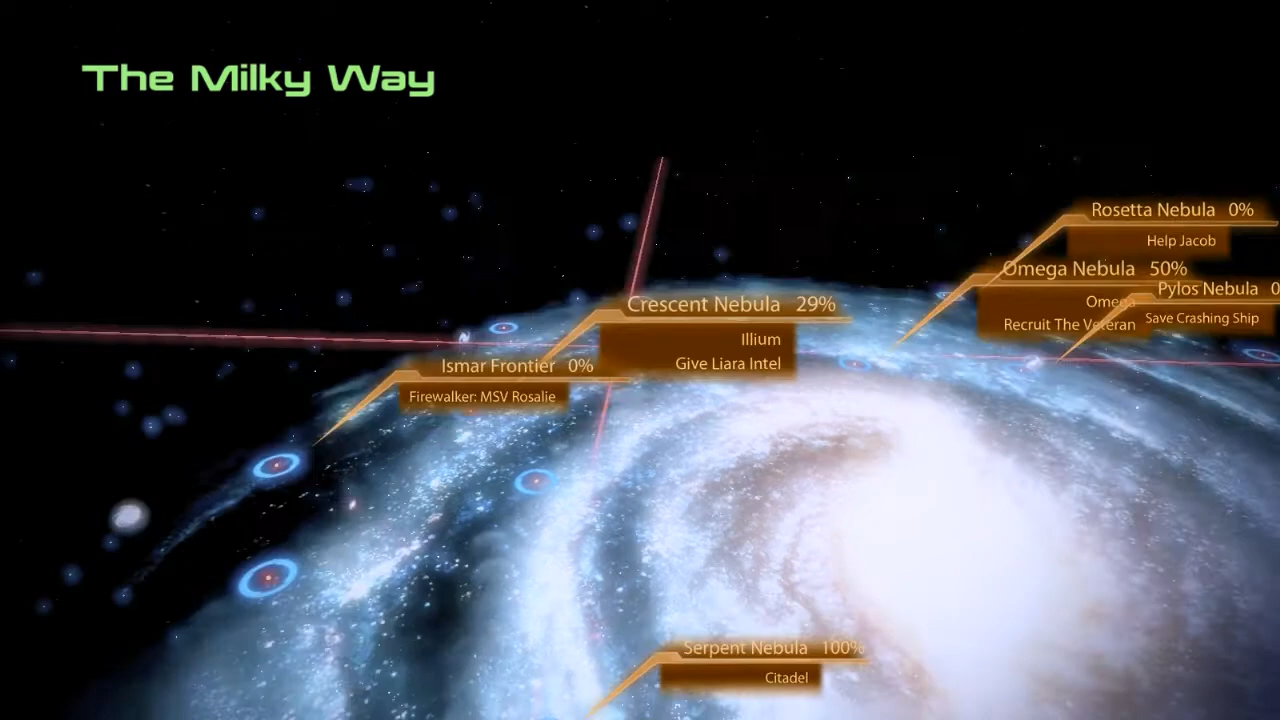 The Milky Way
Rosetta Nebula 0%
Help Jacob
Omega Nebula 50%
Omega
Recruit The Veteran
Pylos Nebula 0
Save Crashing Ship
Crescent Nebula 29%
Illium
Give Liara Intel
Ismar Frontier 0%
Firewalker: MSV Rosalie
Serpent Nebula 100%
Citadel